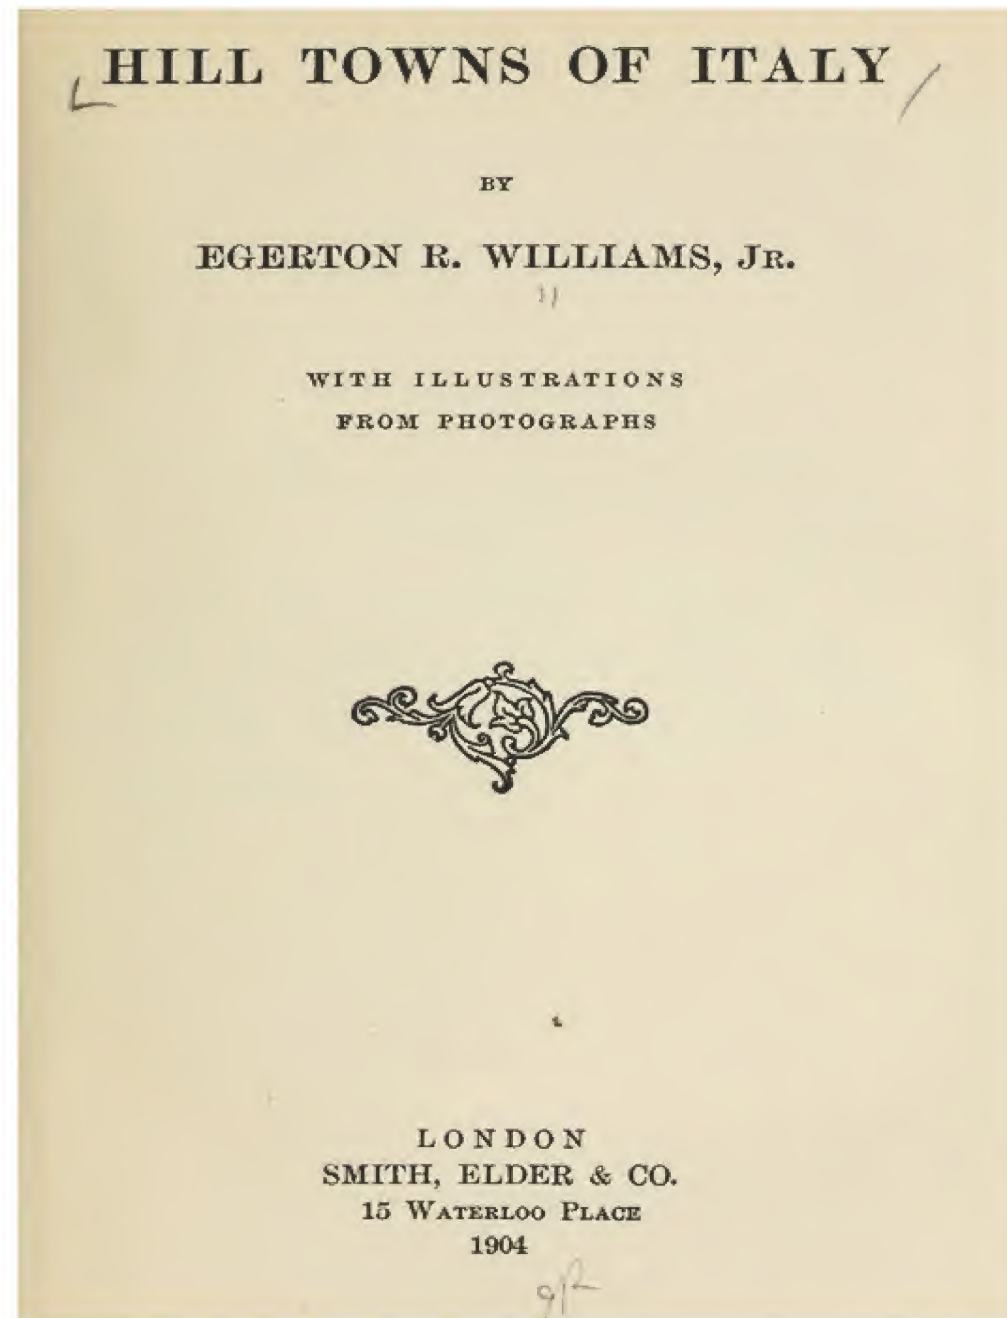 HILL TOWNS OF ITALY
BY
EGERTON R. WILLIAMS, JR.
WITH ILLUSTRATIONS
FROM PHOTOGRAPHS
LONDON
SMITH, ELDER & CO.
15 WATERLOO PLACE
1904